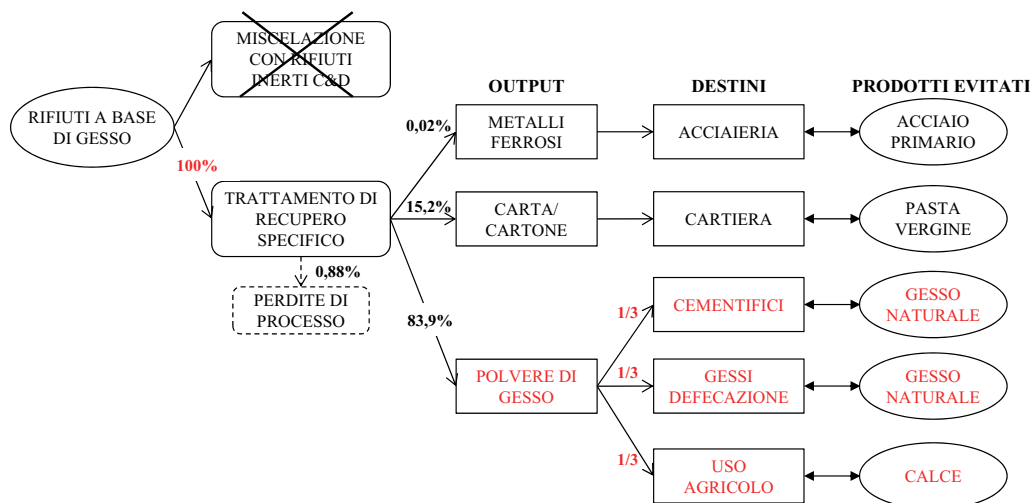 MISCELAZIONE
CON RIFIUTI
INERTI C&D
OUTPUT
DESTINI
PRODOTTI EVITATI
RIFIUTI A BASE
DI GESSO
0,02%
METALLI
FERROSI
ACCIAIERIA
ACCIAIO
PRIMARIO
100%
TRATTAMENTO DI
RECUPERO
SPECIFICO
15,2%
CARTA/
CARTONE
CARTIERA
PASTA
VERGINE
0,88%
PERDITE DI
PROCESSO
83,9%
1/3
CEMENTIFICI
GESSO
NATURALE
POLVERE DI
GESSO
1/3
GESSI
DEFECAZIONE
GESSO
NATURALE
1/3
USO
AGRICOLO
CALCE